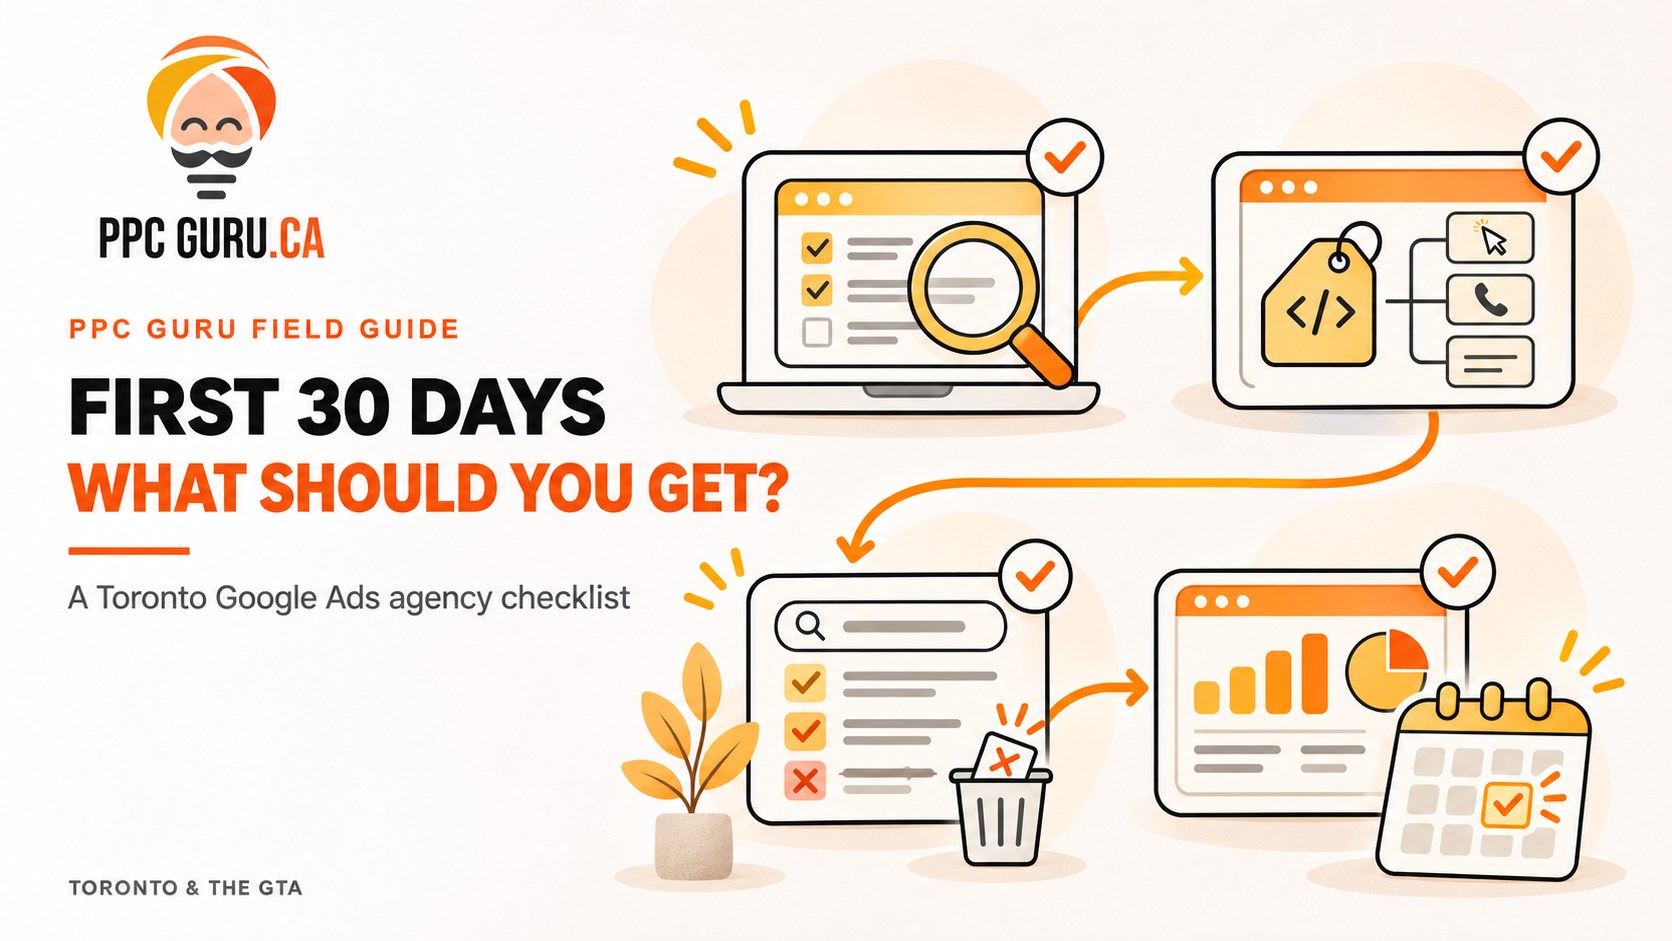 PPC GURU.CA
PPC GURU FIELD GUIDE
FIRST 30 DAYS
WHAT SHOULD YOU GET?
A Toronto Google Ads agency checklist
</>
TORONTO & THE GTA